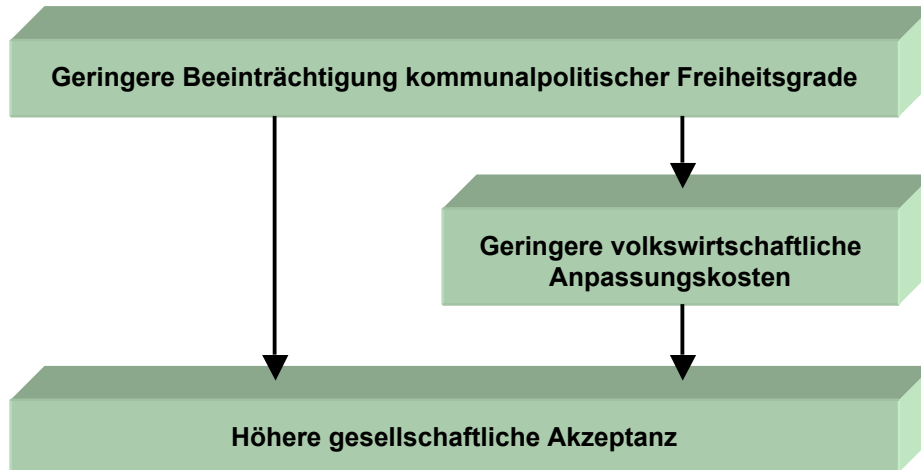 Geringere Beeinträchtigung kommunalpolitischer Freiheitsgrade
Geringere volkswirtschaftliche
Anpassungskosten
Höhere gesellschaftliche Akzeptanz